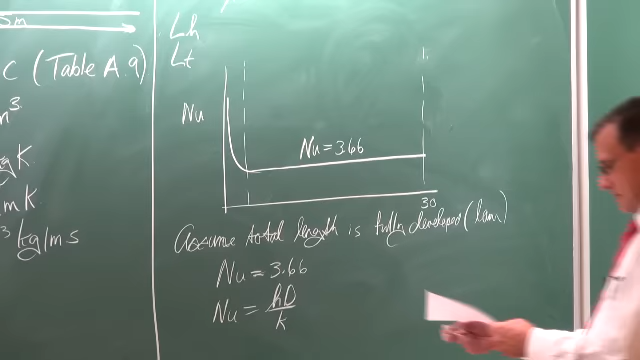 5m
C (Table A.9)
m³
K
mK
kg/ms
Lh
Lt
Nu
Nu = 3.66
30
Assume total length is fully developed (lam)
Nu = 3.66
Nu = hD/k